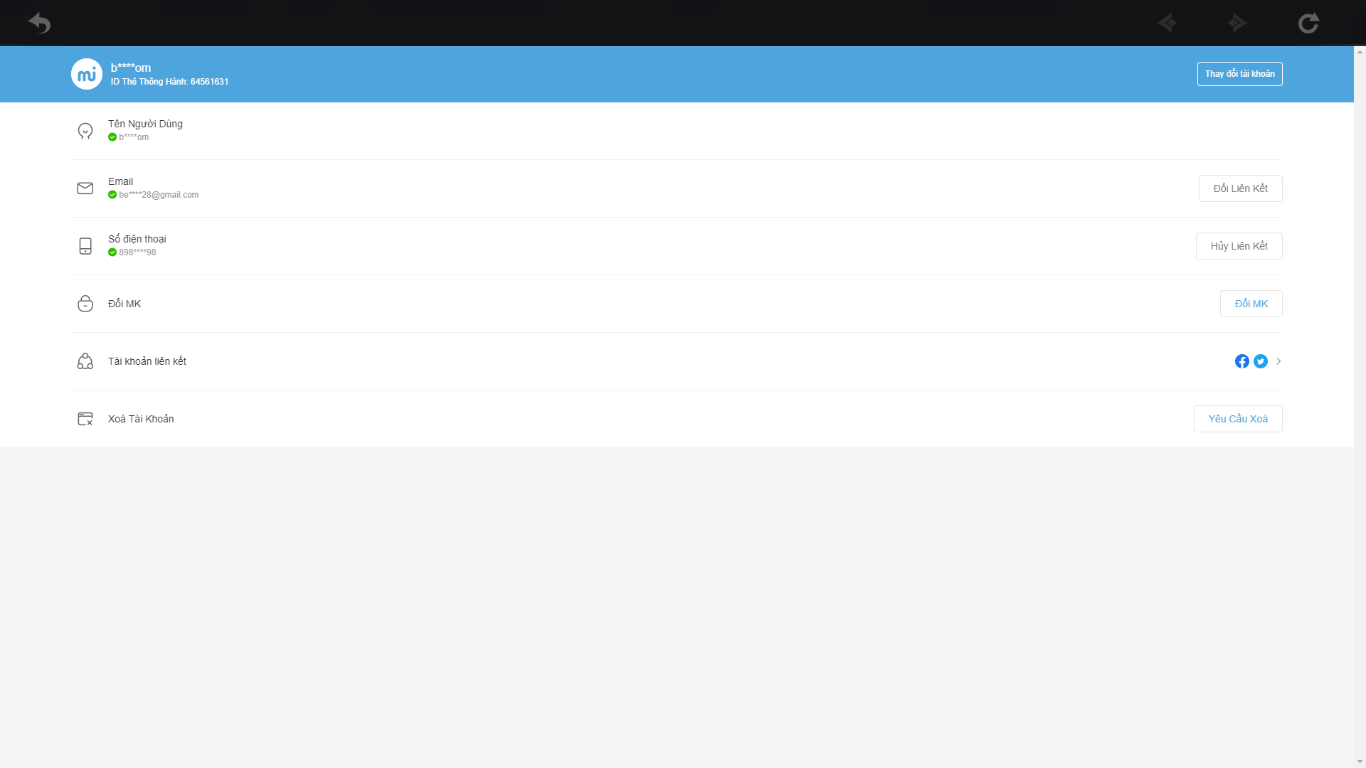 mi
b****om
ID Thẻ Thông Hành: 64561631
Thay đổi tài khoản
Tên Người Dùng
b****om
Email
be****28@gmail.com
Đổi Liên Kết
Số điện thoại
898****98
Hủy Liên Kết
Đổi MK
Đổi MK
Tài khoản liên kết
Xoá Tài Khoản
Yêu Cầu Xoá